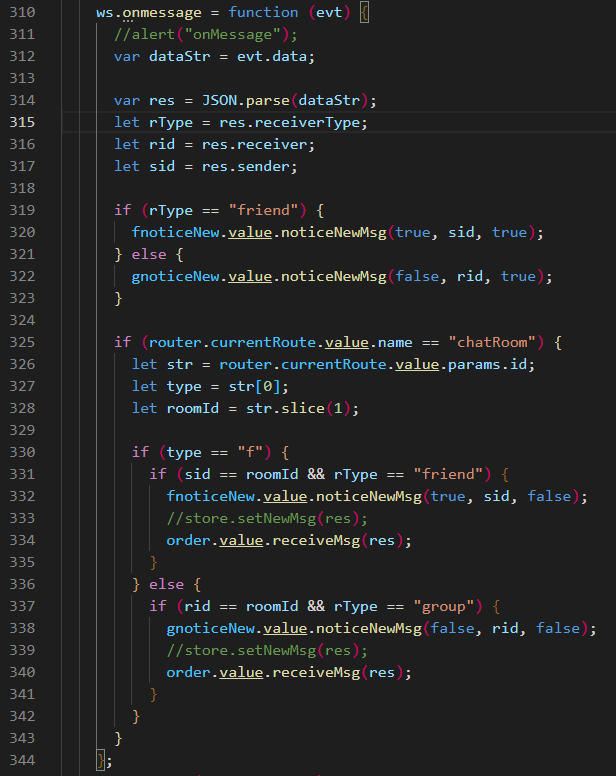 310 ws.onmessage = function (evt) {
311 //alert("onMessage");
312 var dataStr = evt.data;
313
314 var res = JSON.parse(dataStr);
315 let rType = res.receiverType;
316 let rid = res.receiver;
317 let sid = res.sender;
318
319 if (rType == "friend") {
320 fnoticeNew.value.noticeNewMsg(true, sid, true);
321 } else {
322 gnoticeNew.value.noticeNewMsg(false, rid, true);
323 }
324
325 if (router.currentRoute.value.name == "chatRoom") {
326 let str = router.currentRoute.value.params.id;
327 let type = str[0];
328 let roomId = str.slice(1);
329
330 if (type == "f") {
331 if (sid == roomId && rType == "friend") {
332 fnoticeNew.value.noticeNewMsg(true, sid, false);
333 //store.setNewMsg(res);
334 order.value.receiveMsg(res);
335 }
336 } else {
337 if (rid == roomId && rType == "group") {
338 gnoticeNew.value.noticeNewMsg(false, rid, false);
339 //store.setNewMsg(res);
340 order.value.receiveMsg(res);
341 }
342 }
343 }
344 };